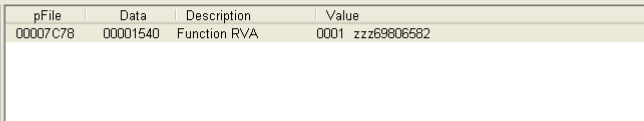 pFile Data Description Value
00007C78 00001540 Function RVA 0001 zzz69806582